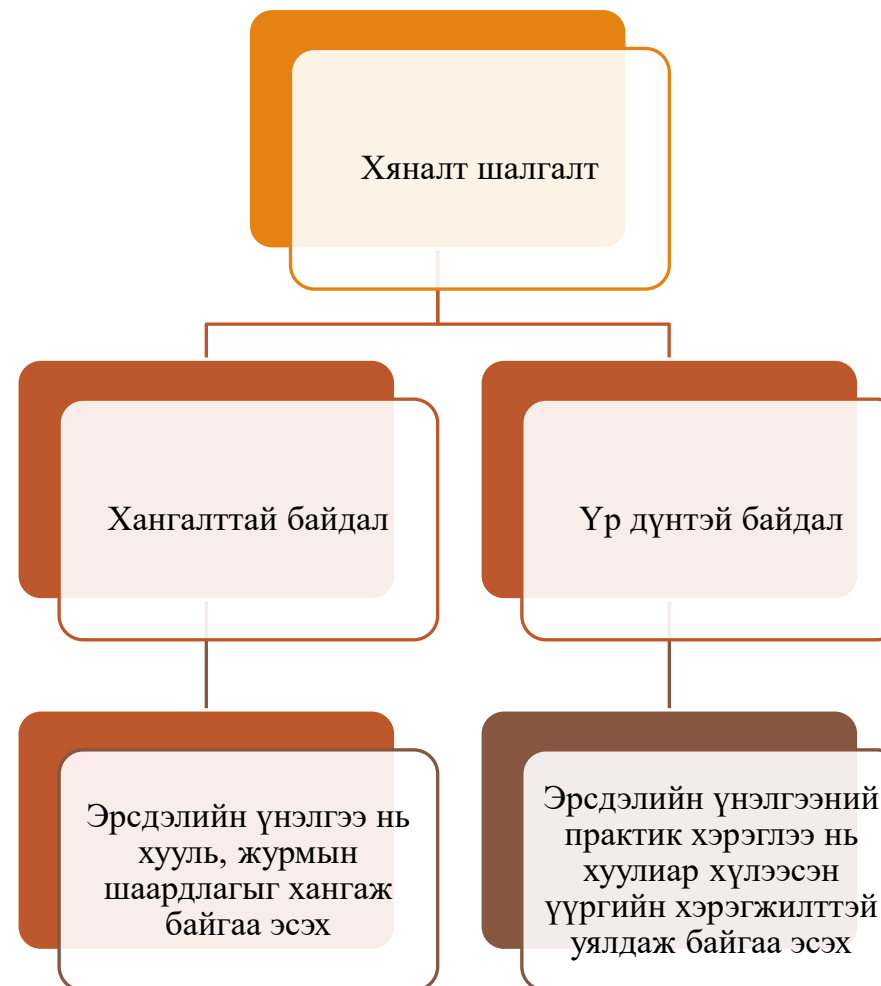 Хяналт шалгалт
Хангалттай байдал
Үр дүнтэй байдал
Эрсдэлийн үнэлгээ нь
хууль, журмын
шаардлагыг хангаж
байгаа эсэх
Эрсдэлийн үнэлгээний
практик хэрэглээ нь
хуулиар хүлээсэн
үүргийн хэрэгжилттэй
уялдаж байгаа эсэх